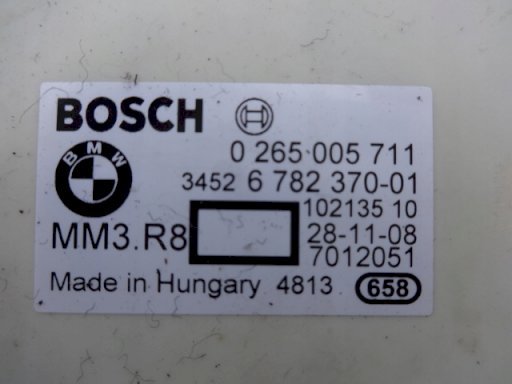 BOSCH
BMW
0 265 005 711
3452 6 782 370-01
102135 10
MM3.R8
28-11-08
7012051
Made in Hungary 4813 658